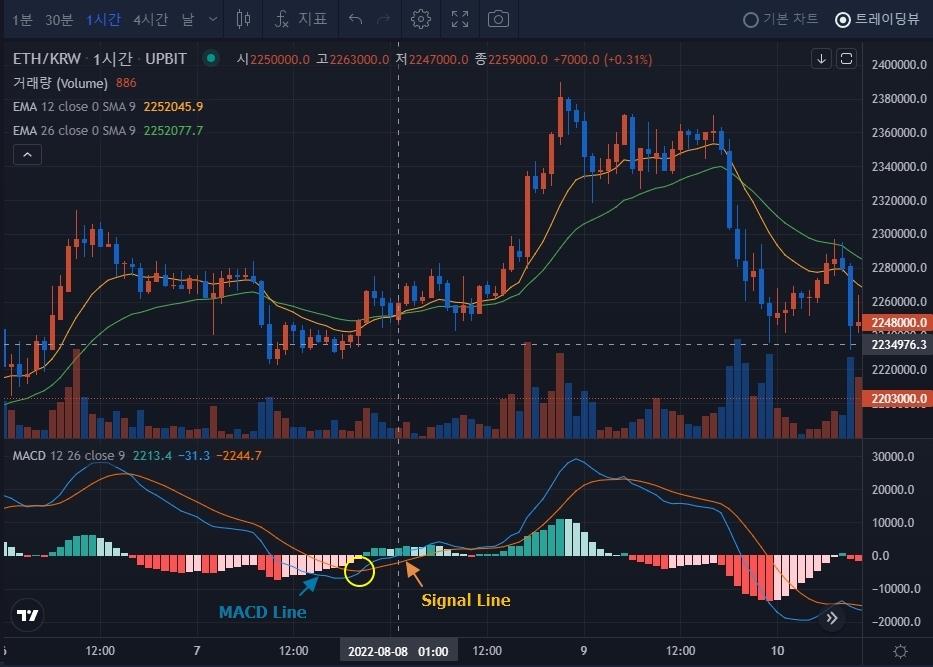 1분 30분 1시간 4시간 날 지표 기본 차트 트레이딩뷰
ETH/KRW · 1시간 · UPBIT 시2250000.0 고2263000.0 저2247000.0 종2259000.0 +7000.0 (+0.31%)
거래량 (Volume) 886
EMA 12 close 0 SMA 9 2252045.9
EMA 26 close 0 SMA 9 2252077.7
2400000.0
2380000.0
2360000.0
2340000.0
2320000.0
2300000.0
2280000.0
2260000.0
2248000.0
2234976.3
2220000.0
2203000.0
MACD 12 26 close 9 2213.4 −31.3 −2244.7
30000.0
20000.0
10000.0
0.0
−10000.0
−20000.0
MACD Line
Signal Line
12:00 7 12:00 2022-08-08 01:00 12:00 9 12:00 10